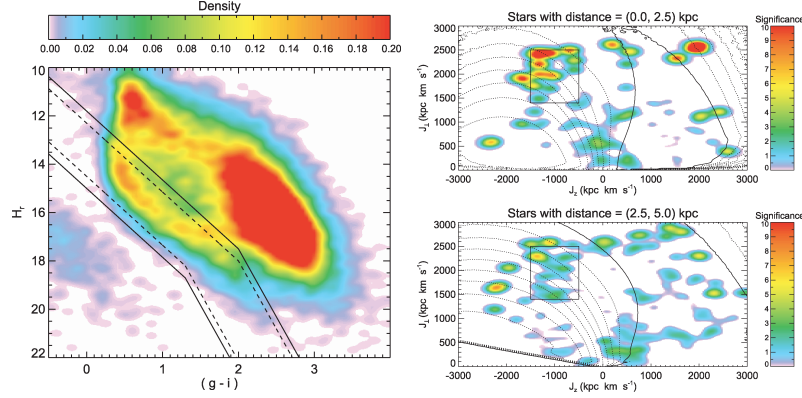 Density
0.00 0.02 0.04 0.06 0.08 0.10 0.12 0.14 0.16 0.18 0.20
10
12
14
16
18
20
22
H_r
0 1 2 3
( g - i )
Stars with distance = (0.0, 2.5) kpc
3000
2500
2000
1500
1000
500
0
J⊥ (kpc km s⁻¹)
-3000 -2000 -1000 0 1000 2000 3000
J_z (kpc km s⁻¹)
Significance
10
9
8
7
6
5
4
3
2
1
0
Stars with distance = (2.5, 5.0) kpc
3000
2500
2000
1500
1000
500
0
J⊥ (kpc km s⁻¹)
-3000 -2000 -1000 0 1000 2000 3000
J_z (kpc km s⁻¹)
Significance
10
9
8
7
6
5
4
3
2
1
0